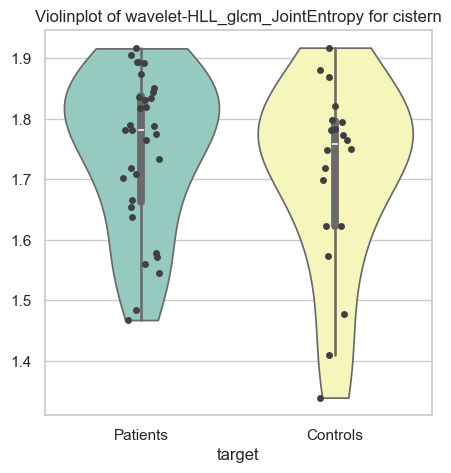 Violinplot of wavelet-HLL_glcm_JointEntropy for cistern
1.9
1.8
1.7
1.6
1.5
1.4
Patients Controls
target